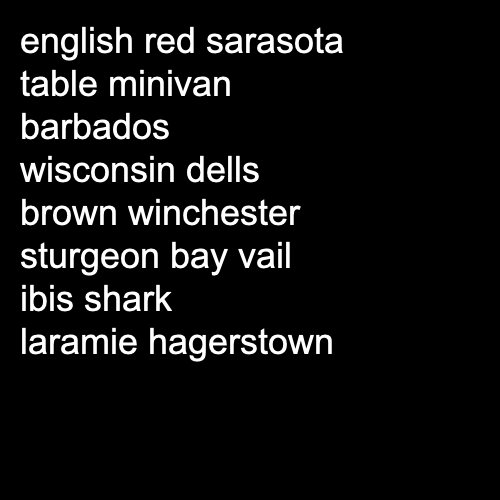 english red sarasota
table minivan
barbados
wisconsin dells
brown winchester
sturgeon bay vail
ibis shark
laramie hagerstown